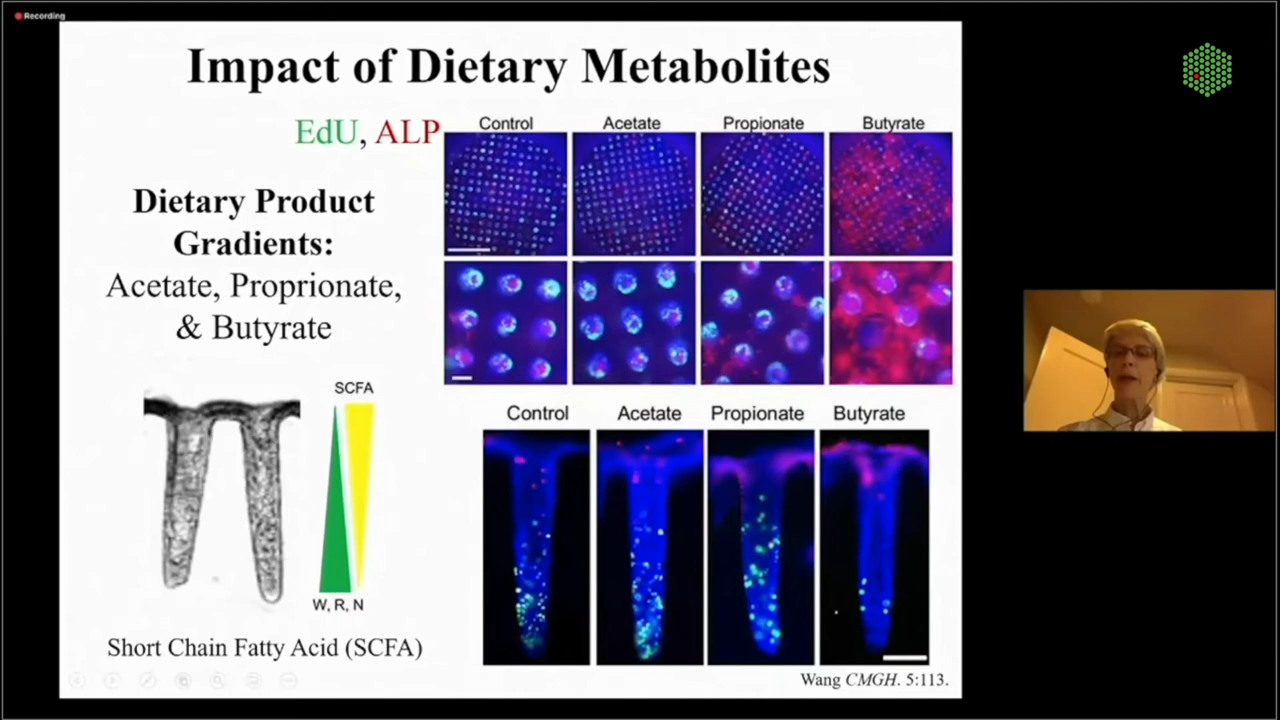 Recording
Impact of Dietary Metabolites
EdU, ALP
Control Acetate Propionate Butyrate
Dietary Product
Gradients:
Acetate, Proprionate,
& Butyrate
SCFA
W, R, N
Short Chain Fatty Acid (SCFA)
Control Acetate Propionate Butyrate
Wang CMGH. 5:113.